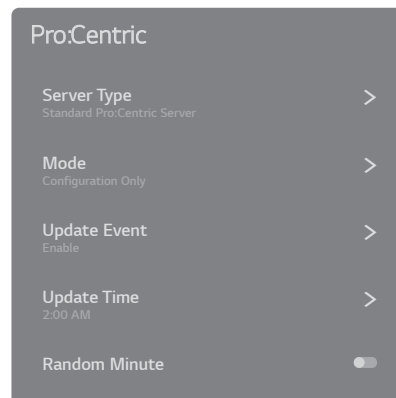 Pro:Centric
Server Type
Standard Pro:Centric Server
Mode
Configuration Only
Update Event
Enable
Update Time
2:00 AM
Random Minute